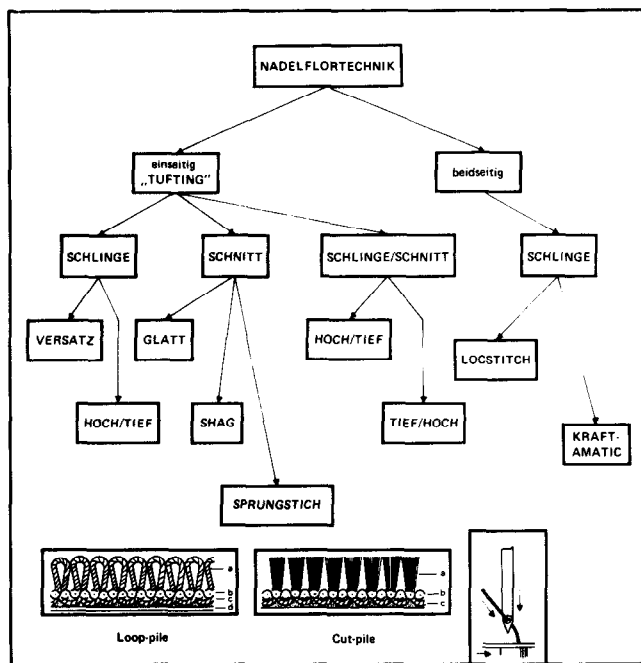 NADELFLORTECHNIK
einseitig
„TUFTING"
beidseitig
SCHLINGE
SCHNITT
SCHLINGE/SCHNITT
SCHLINGE
VERSATZ
GLATT
HOCH/TIEF
LOCSTITCH
HOCH/TIEF
SHAG
TIEF/HOCH
KRAFT-
AMATIC
SPRUNGSTICH
a
b
c
d
a
b
c
Loop-pile
Cut-pile